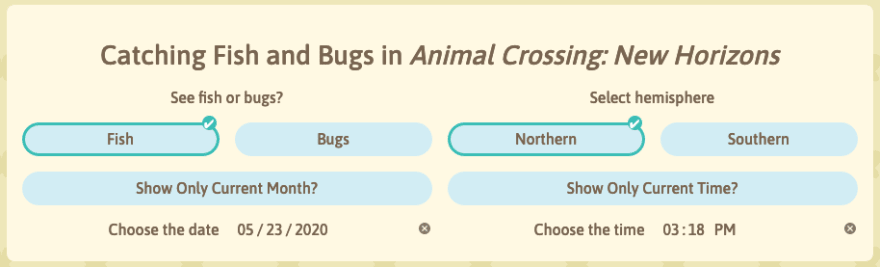 Catching Fish and Bugs in Animal Crossing: New Horizons
See fish or bugs?
Select hemisphere
Fish
Bugs
Northern
Southern
Show Only Current Month?
Show Only Current Time?
Choose the date 05 / 23 / 2020
Choose the time 03 : 18 PM